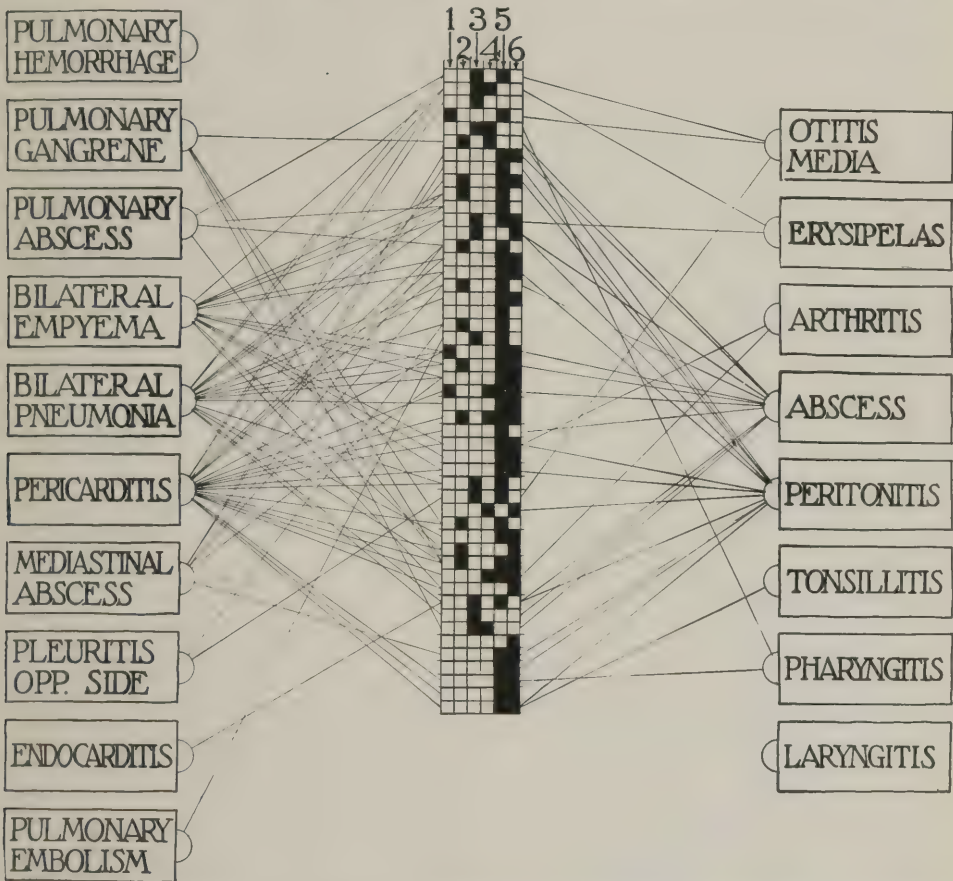 PULMONARY
HEMORRHAGE
PULMONARY
GANGRENE
PULMONARY
ABSCESS
BILATERAL
EMPYEMA
BILATERAL
PNEUMONIA
PERICARDITIS
MEDIASTINAL
ABSCESS
PLEURITIS
OPP. SIDE
ENDOCARDITIS
PULMONARY
EMBOLISM
1 3 5
2 4 6
OTITIS
MEDIA
ERYSIPELAS
ARTHRITIS
ABSCESS
PERITONITIS
TONSILLITIS
PHARYNGITIS
LARYNGITIS